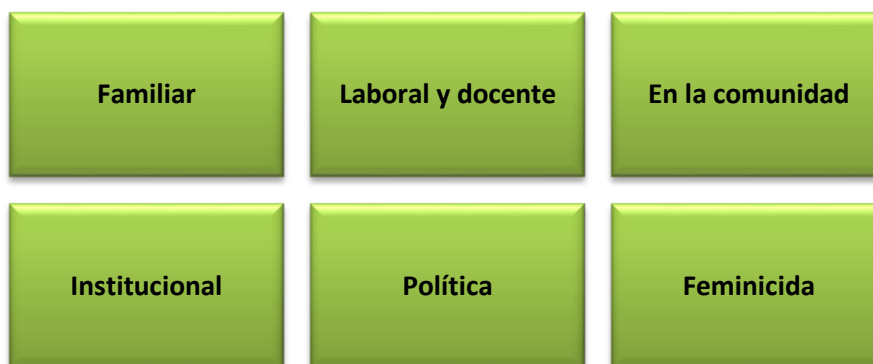 Familiar
Laboral y docente
En la comunidad
Institucional
Política
Feminicida